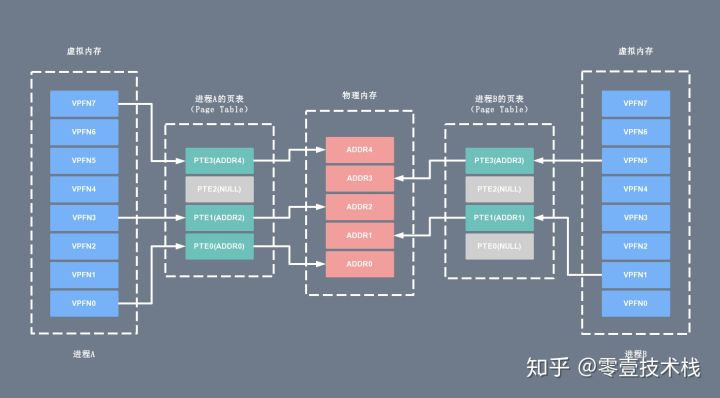 虚拟内存
VPFN7
VPFN6
VPFN5
VPFN4
VPFN3
VPFN2
VPFN1
VPFN0
进程A
进程A的页表
(Page Table)
PTE3(ADDR4)
PTE2(NULL)
PTE1(ADDR2)
PTE0(ADDR0)
物理内存
ADDR4
ADDR3
ADDR2
ADDR1
ADDR0
进程B的页表
(Page Table)
PTE3(ADDR3)
PTE2(NULL)
PTE1(ADDR1)
PTE0(NULL)
虚拟内存
VPFN7
VPFN6
VPFN5
VPFN4
VPFN3
VPFN2
VPFN1
VPFN0
进程B
知乎 @零壹技术栈